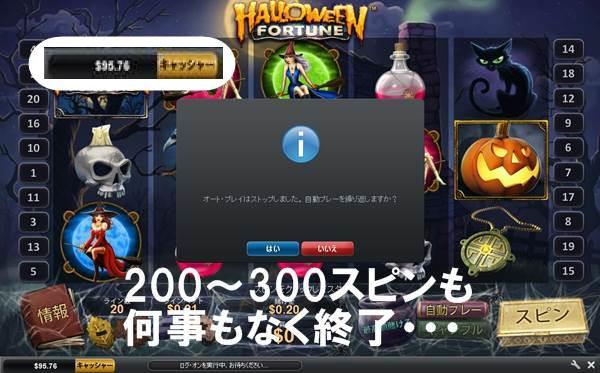 HALLOWEEN™
FORTUNE
$95.76 キャッシャー
4
20
16
10
1
11
3
13
5
14
18
12
9
17
7
8
19
15
オート・プレイはストップしました。自動プレーを繰り返しますか？
はい
いいえ
200～300スピンも
何事もなく終了・・・
情報
20
$0.20
自動プレー
スピン
$95.76 キャッシャー ログ・オンを実行中、お待ちください...